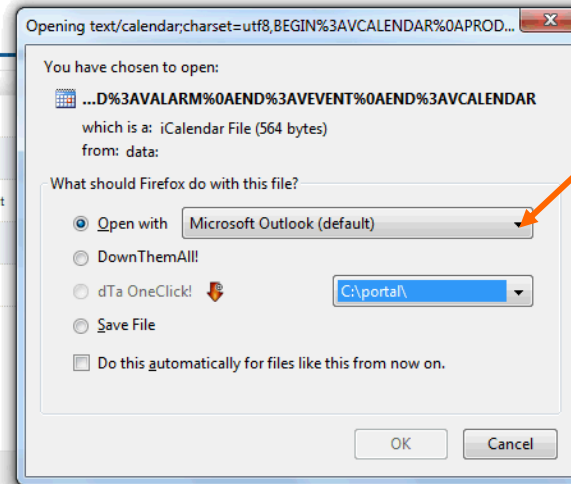 Opening text/calendar;charset=utf8,BEGIN%3AVCALENDAR%0APROD...
You have chosen to open:
...D%3AVALARM%0AEND%3AVEVENT%0AEND%3AVCALENDAR
which is a: iCalendar File (564 bytes)
from: data:
What should Firefox do with this file?
t
Open with Microsoft Outlook (default)
DownThemAll!
dTa OneClick! C:\portal\
Save File
Do this automatically for files like this from now on.
OK Cancel